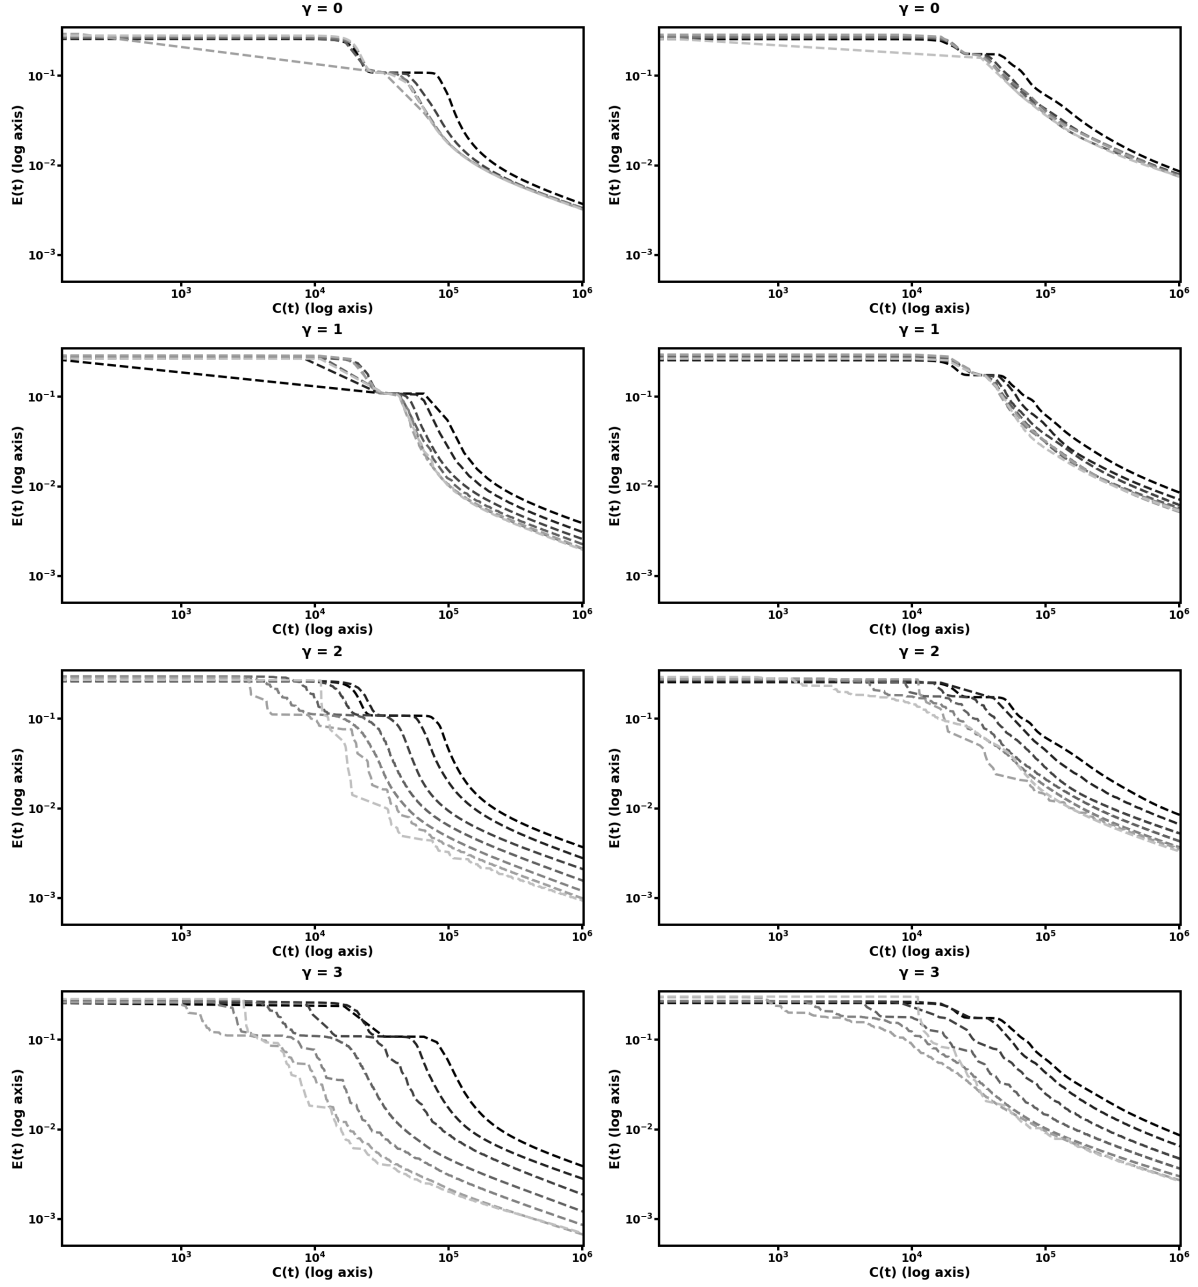 γ = 0
γ = 0
E(t) (log axis)
10⁻¹
10⁻²
10⁻³
10³
10⁴
10⁵
10⁶
C(t) (log axis)
E(t) (log axis)
10⁻¹
10⁻²
10⁻³
10³
10⁴
10⁵
10⁶
C(t) (log axis)
γ = 1
γ = 1
E(t) (log axis)
10⁻¹
10⁻²
10⁻³
10³
10⁴
10⁵
10⁶
C(t) (log axis)
E(t) (log axis)
10⁻¹
10⁻²
10⁻³
10³
10⁴
10⁵
10⁶
C(t) (log axis)
γ = 2
γ = 2
E(t) (log axis)
10⁻¹
10⁻²
10⁻³
10³
10⁴
10⁵
10⁶
C(t) (log axis)
E(t) (log axis)
10⁻¹
10⁻²
10⁻³
10³
10⁴
10⁵
10⁶
C(t) (log axis)
γ = 3
γ = 3
E(t) (log axis)
10⁻¹
10⁻²
10⁻³
10³
10⁴
10⁵
10⁶
C(t) (log axis)
E(t) (log axis)
10⁻¹
10⁻²
10⁻³
10³
10⁴
10⁵
10⁶
C(t) (log axis)